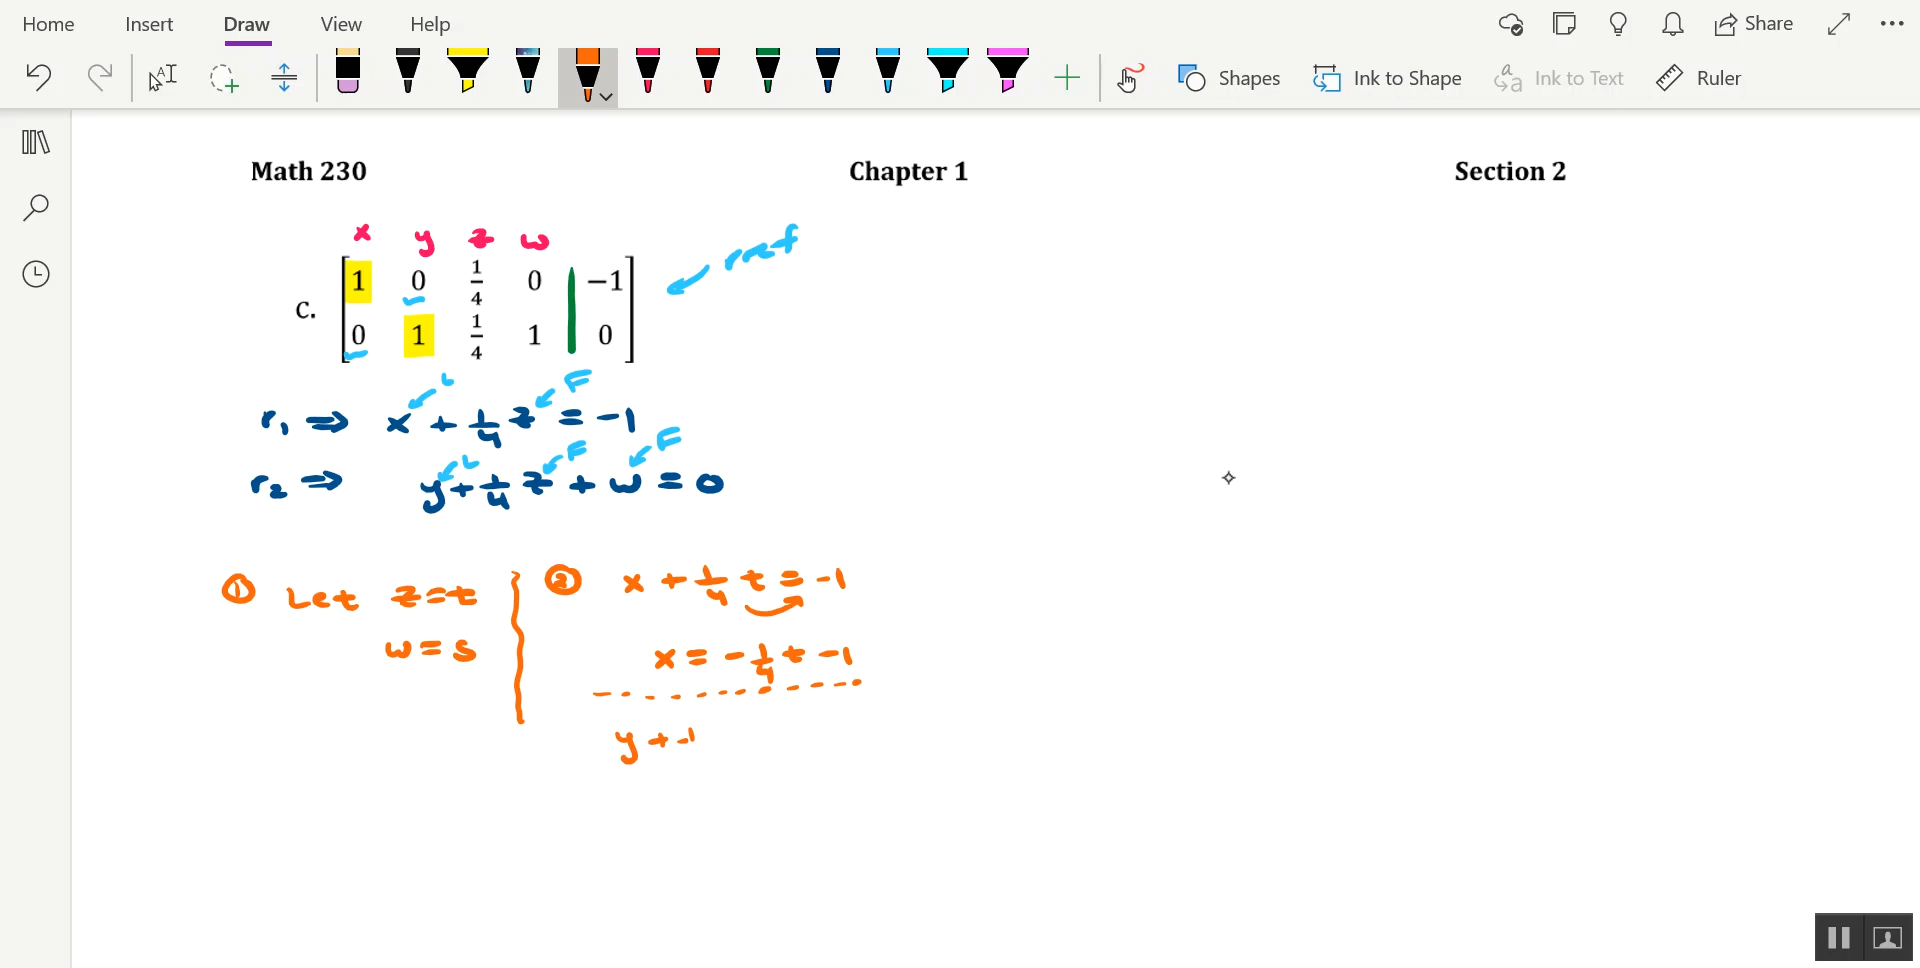 Home Insert Draw View Help Share
Shapes Ink to Shape Ink to Text Ruler
Math 230 Chapter 1 Section 2
x y z w
rref
C. [1 0 1/4 0 | -1]
[0 1 1/4 1 | 0]
L F
r₁ ⇒ x + 1/4 z = -1
L F F
r₂ ⇒ y + 1/4 z + w = 0
① Let z = t
w = s
② x + 1/4 t = -1
x = -1/4 t - 1
y +